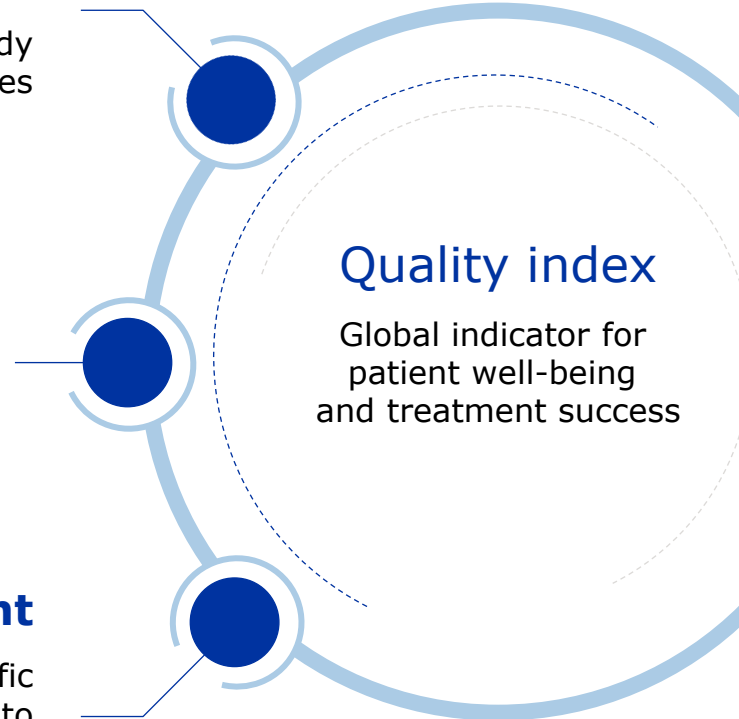 Quality index
Global indicator for
patient well-being
and treatment success